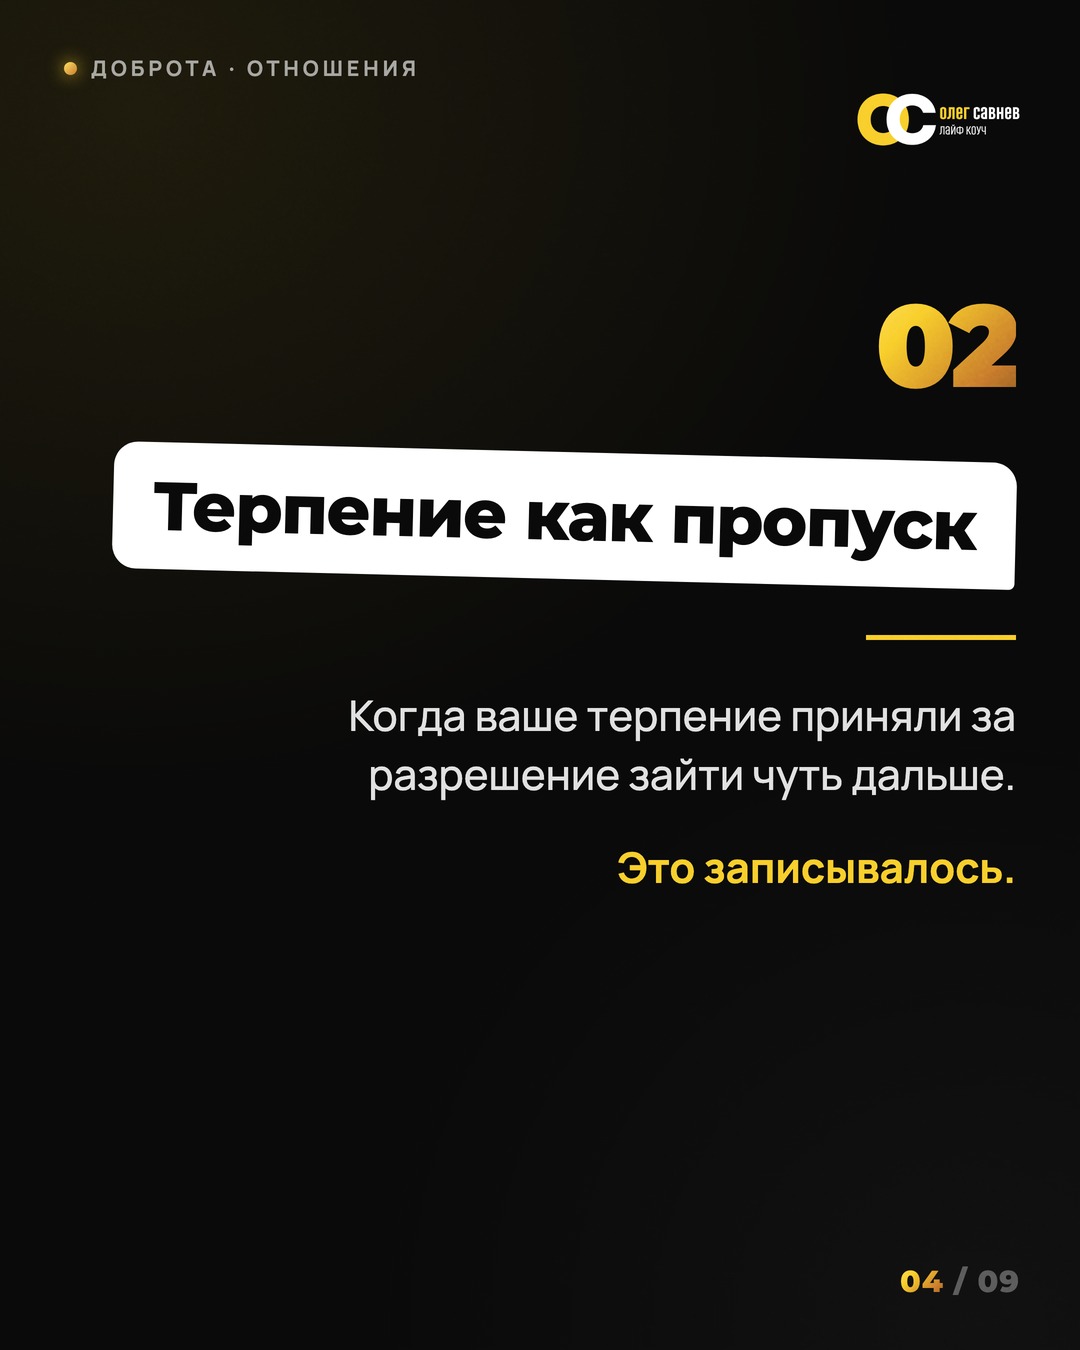 ДОБРОТА · ОТНОШЕНИЯ
ОС олег савнев
ЛАЙФ КОУЧ
02
Терпение как пропуск
Когда ваше терпение приняли за
разрешение зайти чуть дальше.
Это записывалось.
04 / 09